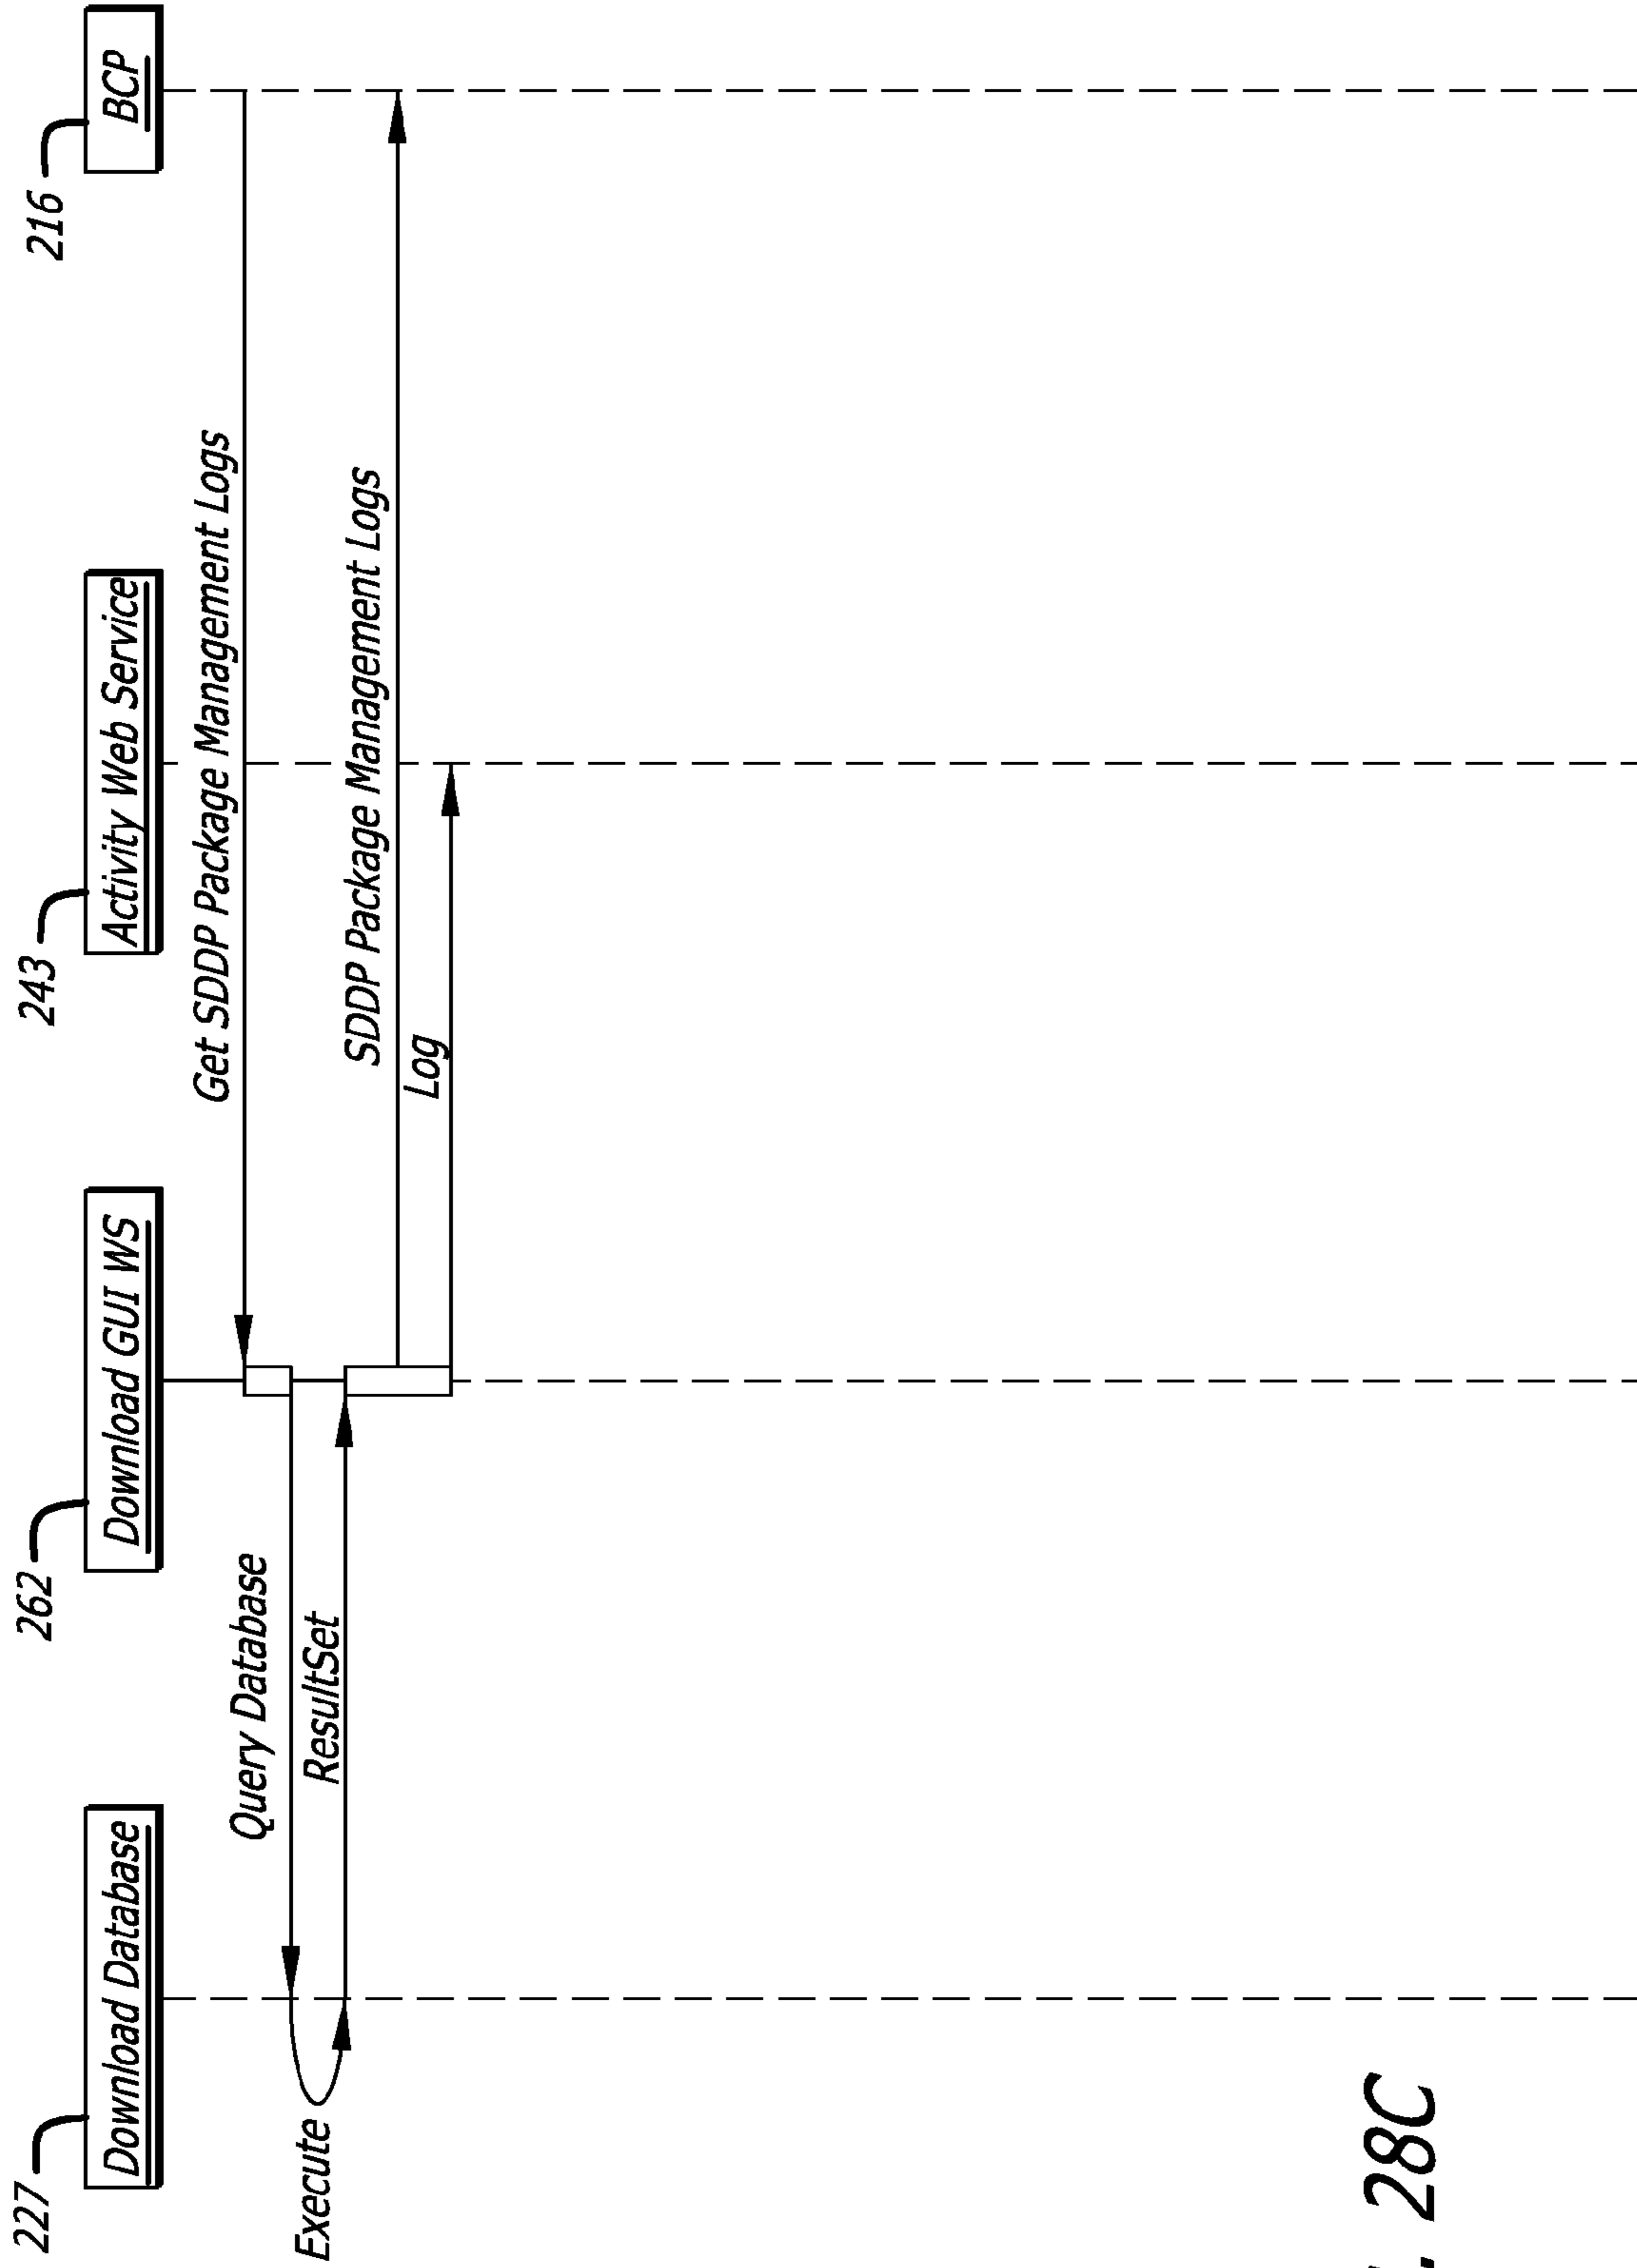 227
Download Database
262
Download GUI WS
243
Activity Web Service
216
BCP
Get SDDP Package Management Logs
Query Database
Execute
ResultSet
SDDP Package Management Logs
Log
. 28C